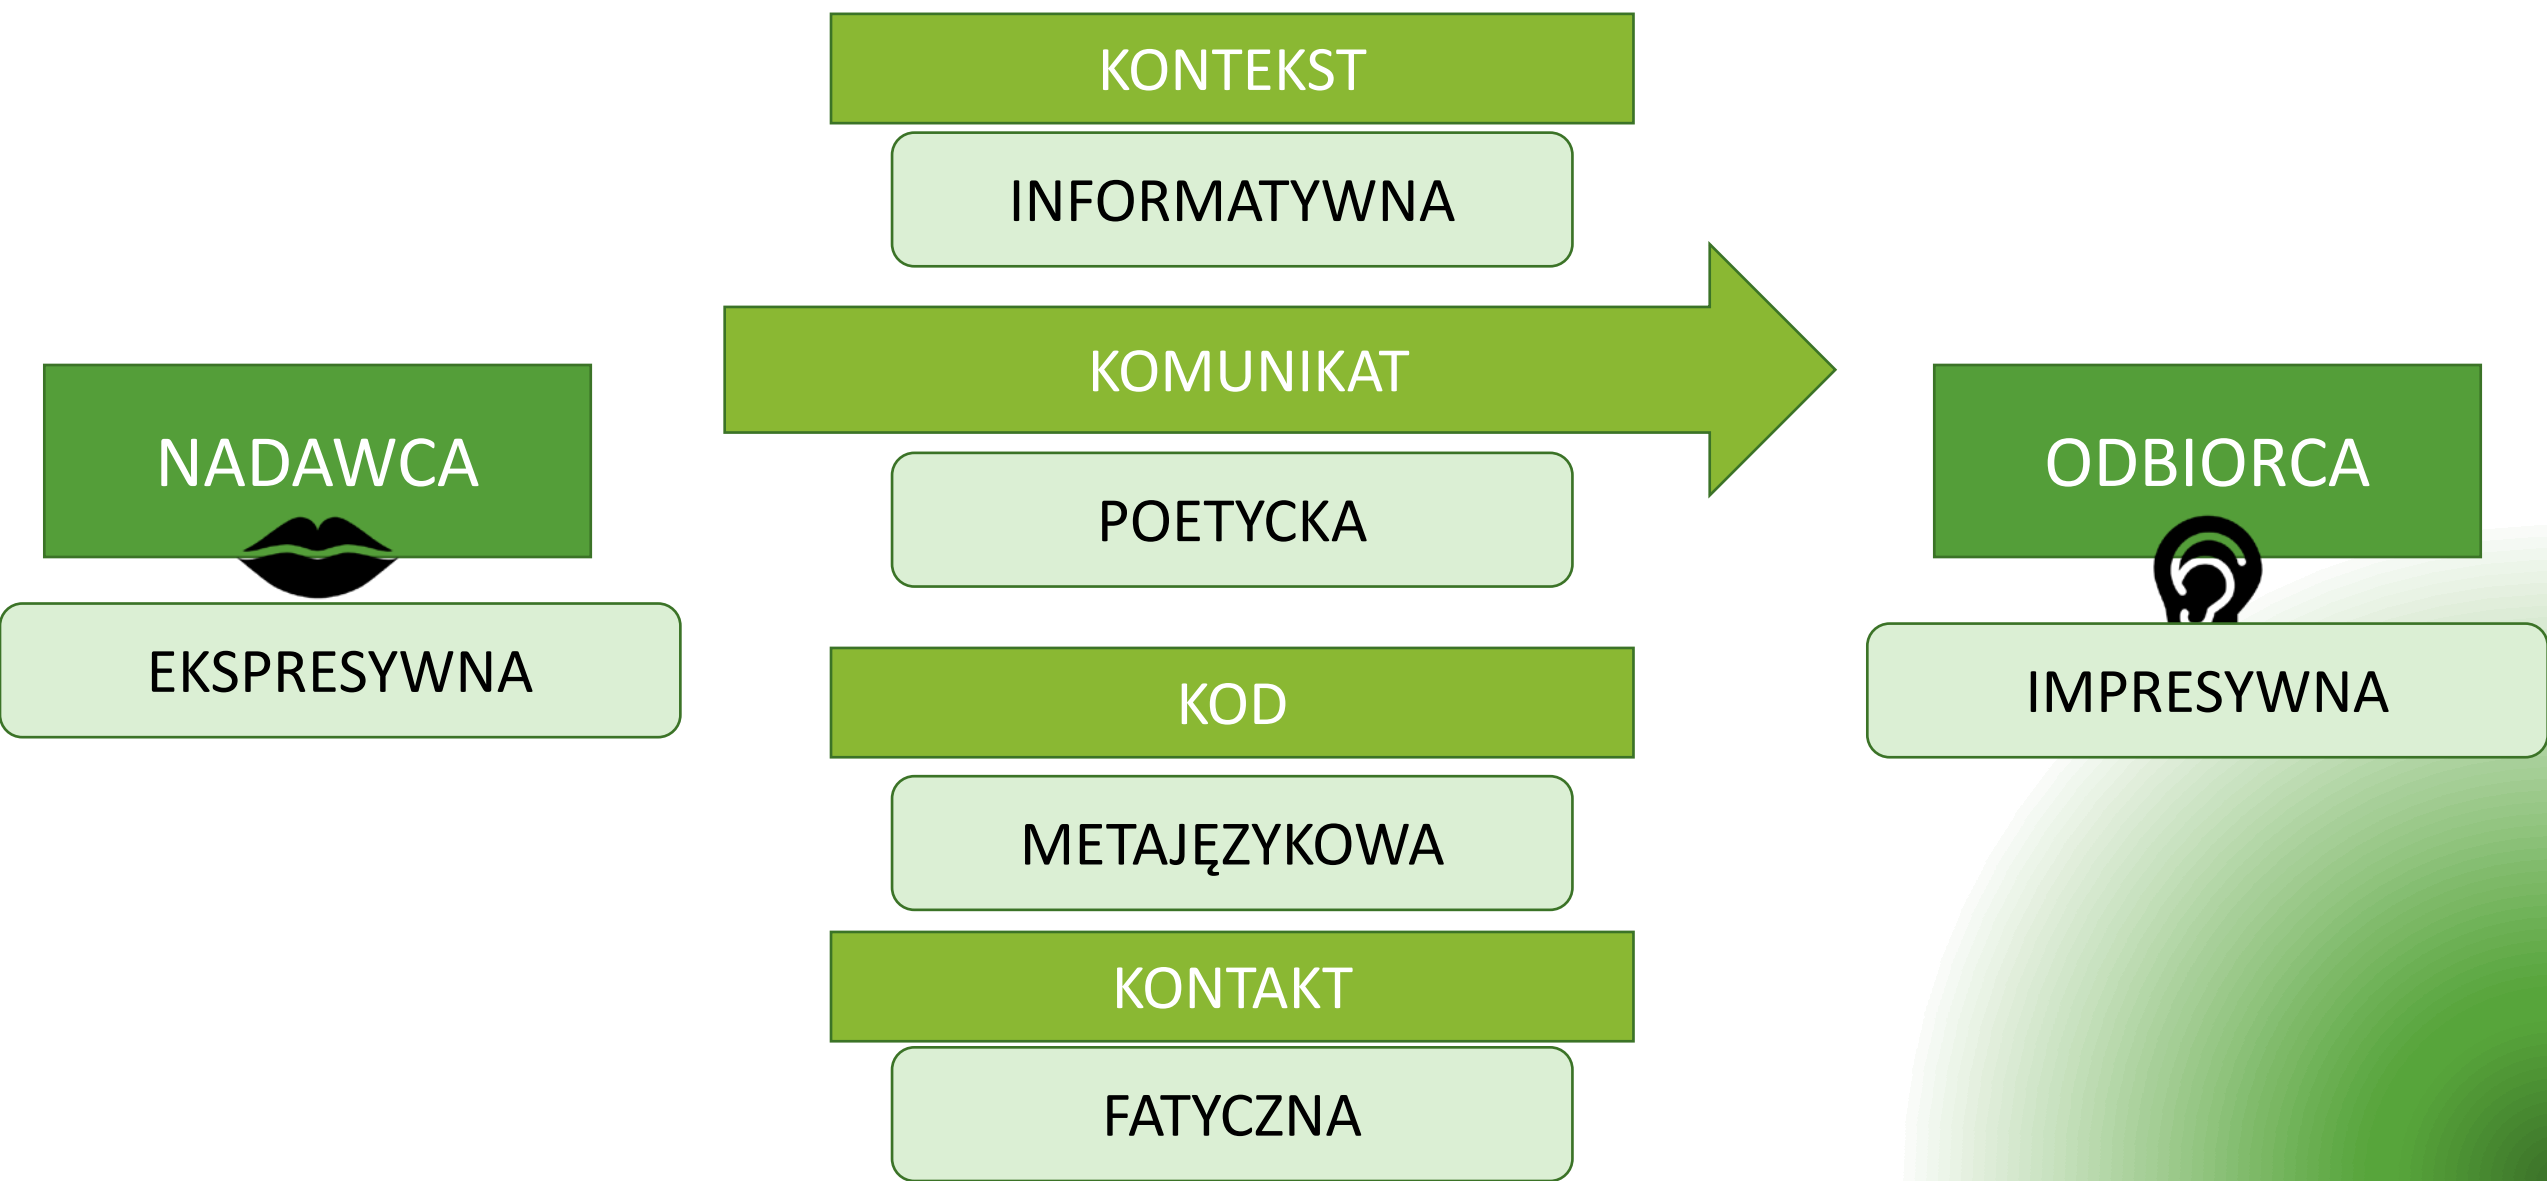 KONTEKST
INFORMATYWNA
KOMUNIKAT
POETYCKA
NADAWCA
EKSPRESYWNA
ODBIORCA
IMPRESYWNA
KOD
METAJĘZYKOWA
KONTAKT
FATYCZNA